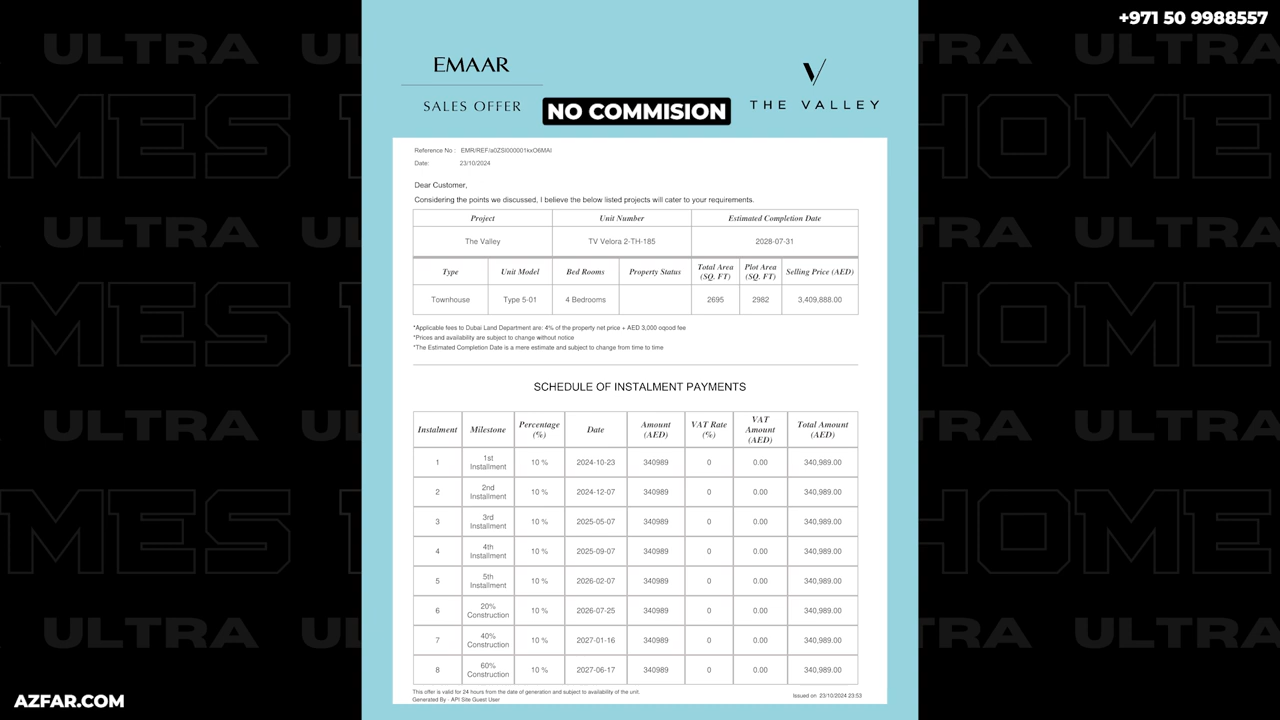 +971 50 9988557
ULTRA
HOMES
EMAAR
SALES OFFER
NO COMMISION
THE VALLEY
Reference No : EMR/REF/a0ZSI000001kxO6MAI
Date: 23/10/2024
Dear Customer,
Considering the points we discussed, I believe the below listed projects will cater to your requirements.
Project Unit Number Estimated Completion Date
The Valley TV Velora 2-TH-185 2028-07-31
Type Unit Model Bed Rooms Property Status Total Area (SQ. FT) Plot Area (SQ. FT) Selling Price (AED)
Townhouse Type 5-01 4 Bedrooms 2695 2982 3,409,888.00
*Applicable fees to Dubai Land Department are: 4% of the property net price + AED 3,000 oqood fee
*Prices and availability are subject to change without notice
*The Estimated Completion Date is a mere estimate and subject to change from time to time
SCHEDULE OF INSTALMENT PAYMENTS
Instalment Milestone Percentage (%) Date Amount (AED) VAT Rate (%) VAT Amount (AED) Total Amount (AED)
1 1st Installment 10 % 2024-10-23 340989 0 0.00 340,989.00
2 2nd Installment 10 % 2024-12-07 340989 0 0.00 340,989.00
3 3rd Installment 10 % 2025-05-07 340989 0 0.00 340,989.00
4 4th Installment 10 % 2025-09-07 340989 0 0.00 340,989.00
5 5th Installment 10 % 2026-02-07 340989 0 0.00 340,989.00
6 20% Construction 10 % 2026-07-25 340989 0 0.00 340,989.00
7 40% Construction 10 % 2027-01-16 340989 0 0.00 340,989.00
8 60% Construction 10 % 2027-06-17 340989 0 0.00 340,989.00
This offer is valid for 24 hours from the date of generation and subject to availability of the unit.
Generated By : API Site Guest User
Issued on 23/10/2024 23:53
AZFAR.COM